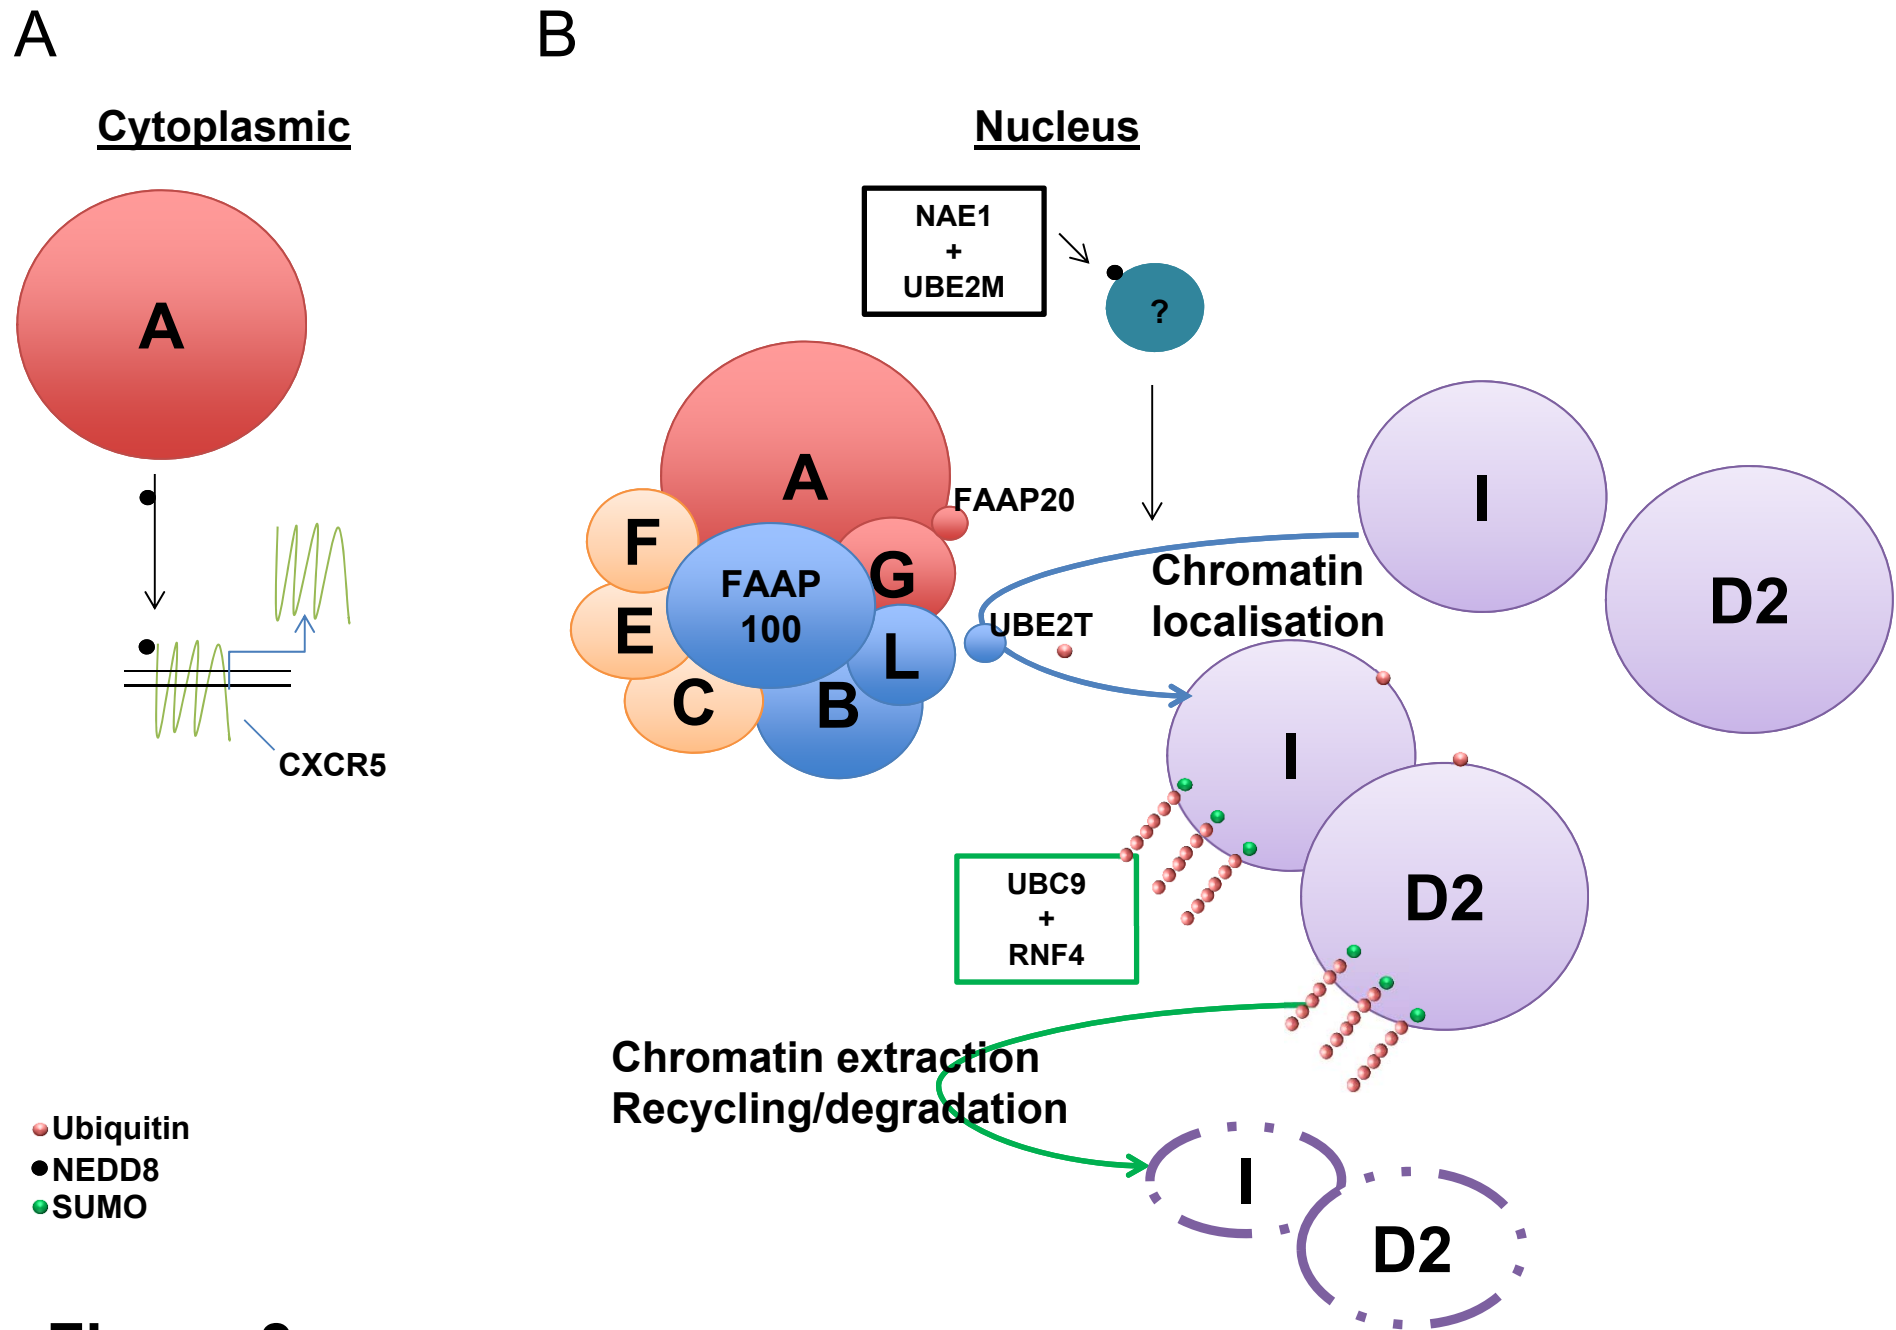 A
B
Cytoplasmic
Nucleus
NAE1
+
UBE2M
?
A
A
FAAP20
F
FAAP
100
G
E
L
C
B
UBE2T
Chromatin
localisation
I
D2
CXCR5
I
D2
UBC9
+
RNF4
Chromatin extraction
Recycling/degradation
Ubiquitin
NEDD8
SUMO
I
D2